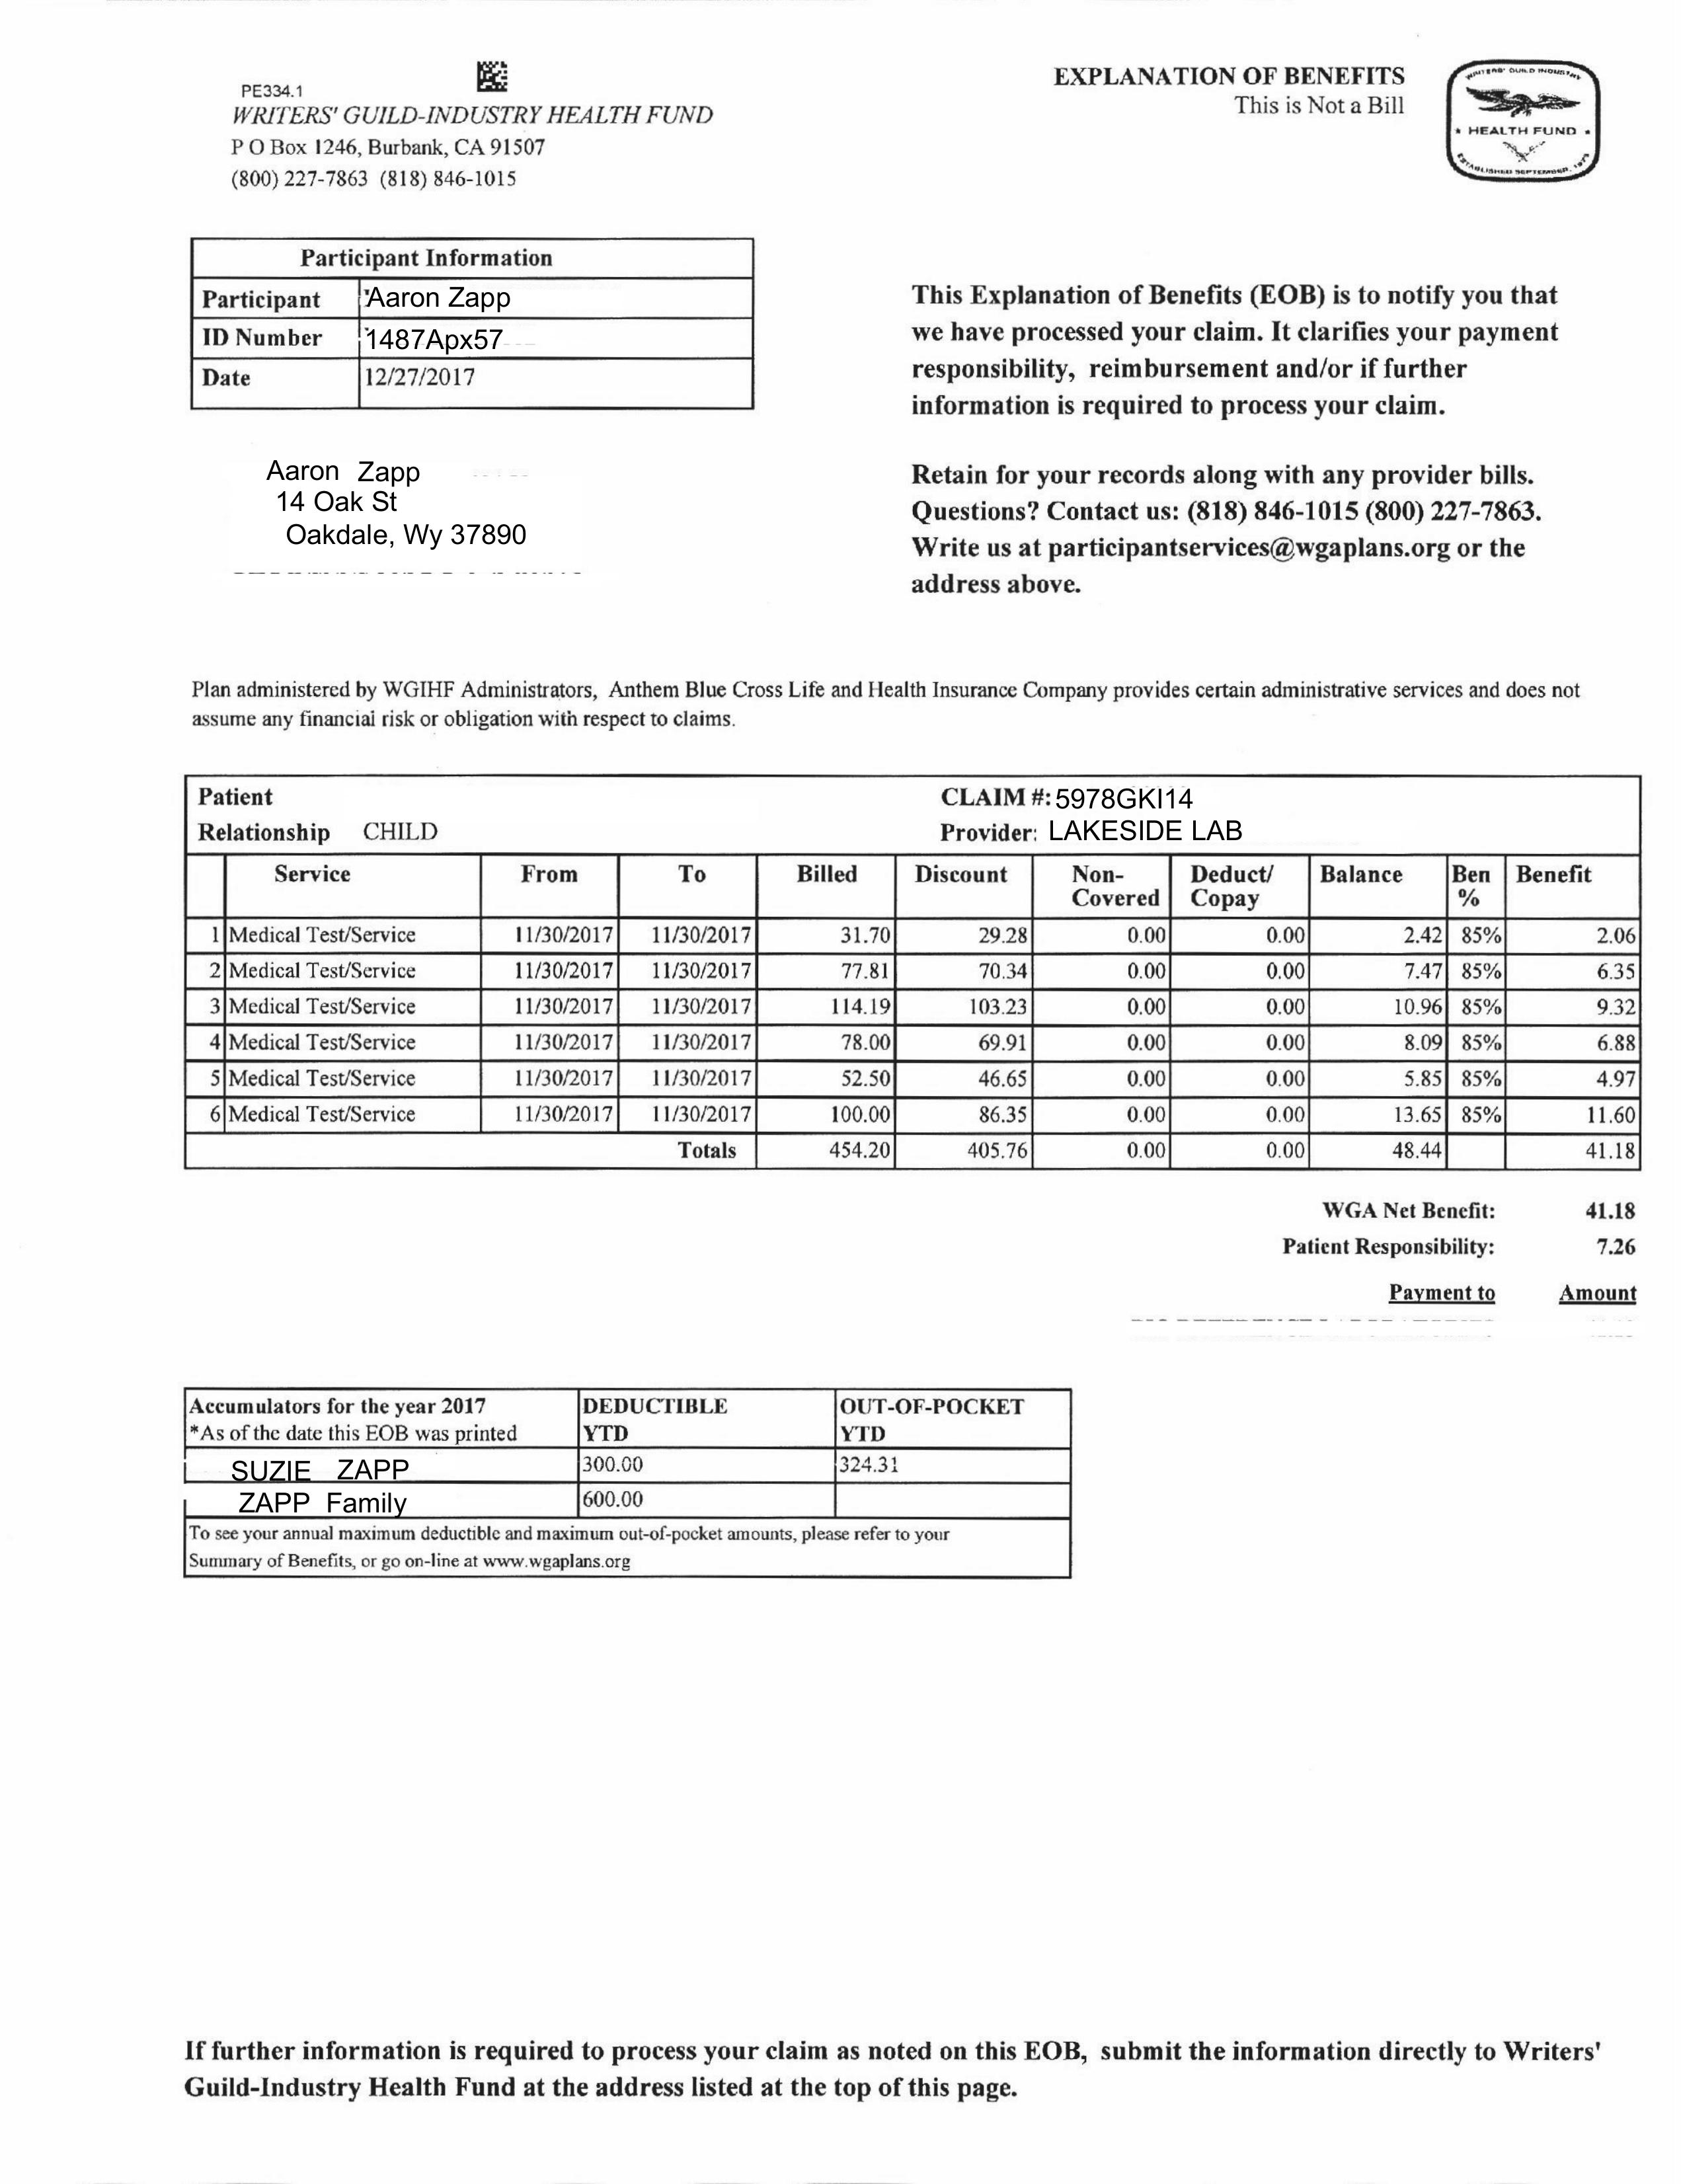 PE334.1
WRITERS' GUILD-INDUSTRY HEALTH FUND
P O Box 1246, Burbank, CA 91507
(800) 227-7863 (818) 846-1015
EXPLANATION OF BENEFITS
This is Not a Bill
WRITERS' GUILD INDUSTRY
HEALTH FUND
ESTABLISHED SEPTEMBER, 1973
Participant Information
Participant Aaron Zapp
ID Number 1487Apx57
Date 12/27/2017
Aaron Zapp
14 Oak St
Oakdale, Wy 37890
This Explanation of Benefits (EOB) is to notify you that
we have processed your claim. It clarifies your payment
responsibility, reimbursement and/or if further
information is required to process your claim.
Retain for your records along with any provider bills.
Questions? Contact us: (818) 846-1015 (800) 227-7863.
Write us at participantservices@wgaplans.org or the
address above.
Plan administered by WGIHF Administrators, Anthem Blue Cross Life and Health Insurance Company provides certain administrative services and does not
assume any financial risk or obligation with respect to claims.
Patient CLAIM #: 5978GKI14
Relationship CHILD Provider: LAKESIDE LAB
Service From To Billed Discount Non- Deduct/ Balance Ben Benefit
Covered Copay %
1 Medical Test/Service 11/30/2017 11/30/2017 31.70 29.28 0.00 0.00 2.42 85% 2.06
2 Medical Test/Service 11/30/2017 11/30/2017 77.81 70.34 0.00 0.00 7.47 85% 6.35
3 Medical Test/Service 11/30/2017 11/30/2017 114.19 103.23 0.00 0.00 10.96 85% 9.32
4 Medical Test/Service 11/30/2017 11/30/2017 78.00 69.91 0.00 0.00 8.09 85% 6.88
5 Medical Test/Service 11/30/2017 11/30/2017 52.50 46.65 0.00 0.00 5.85 85% 4.97
6 Medical Test/Service 11/30/2017 11/30/2017 100.00 86.35 0.00 0.00 13.65 85% 11.60
Totals 454.20 405.76 0.00 0.00 48.44 41.18
WGA Net Benefit: 41.18
Patient Responsibility: 7.26
Payment to Amount
Accumulators for the year 2017 DEDUCTIBLE OUT-OF-POCKET
*As of the date this EOB was printed YTD YTD
SUZIE ZAPP 300.00 324.31
ZAPP Family 600.00
To see your annual maximum deductible and maximum out-of-pocket amounts, please refer to your
Summary of Benefits, or go on-line at www.wgaplans.org
If further information is required to process your claim as noted on this EOB, submit the information directly to Writers'
Guild-Industry Health Fund at the address listed at the top of this page.